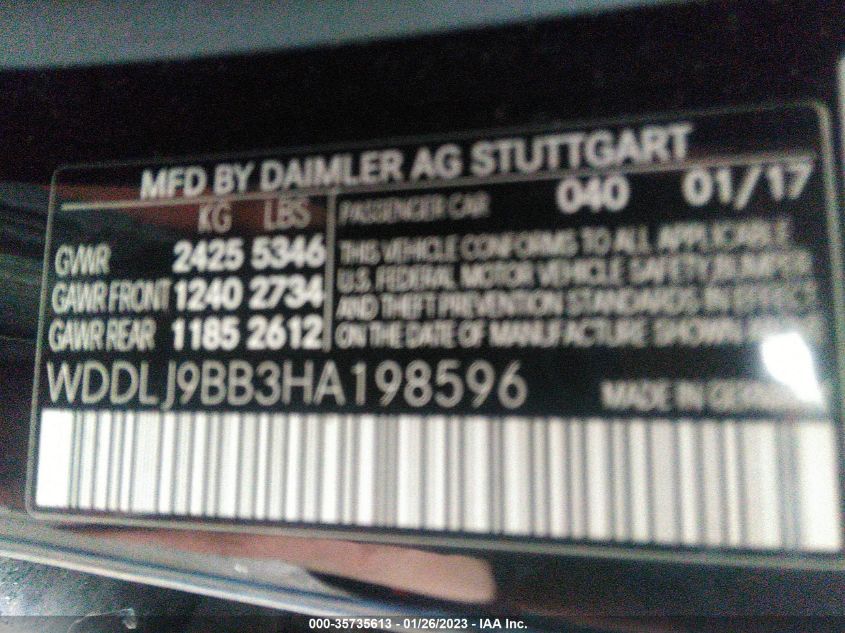 MFD BY DAIMLER AG STUTTGART
KG LBS PASSENGER CAR 040 01/17
GVWR 2425 5346 THIS VEHICLE CONFORMS TO ALL APPLICABLE
GAWR FRONT 1240 2734 U.S. FEDERAL MOTOR VEHICLE SAFETY, BUMPER
GAWR REAR 1185 2612 AND THEFT PREVENTION STANDARDS IN EFFECT
ON THE DATE OF MANUFACTURE SHOWN
WDDLJ9BB3HA198596 MADE IN GERMANY
000-35735613 - 01/26/2023 - IAA Inc.